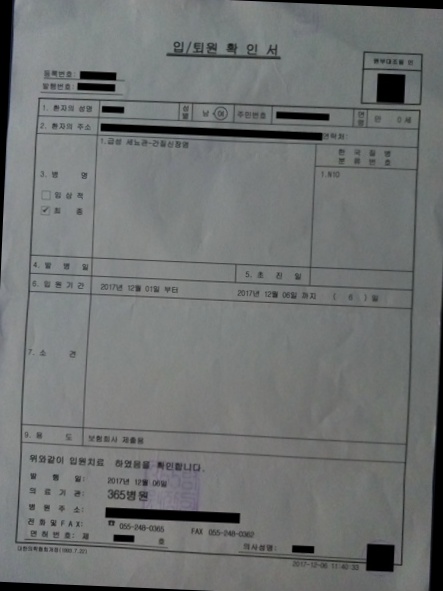 입/퇴원 확인서
원부대조필 인
등록번호:
발행번호:
1. 환자의 성명 성별 남·여 주민번호 연령 만 0 세
2. 환자의 주소 연락처:
3. 병 명 1.급성 세뇨관-간질신장염 한국질병 분류번호
1.N10
임상적
최종
4. 발 병 일 5. 초 진 일
6. 입원기간 2017년 12월 01일 부터 2017년 12월 06일 까지 ( 6 ) 일
7. 소 견
9. 용 도 보험회사 제출용
위와같이 입원치료 하였음을 확인합니다.
발 행 일: 2017년 12월 06일
의료기관: 365병원
병원주소:
전화및FAX: ☎ 055-248-0365 FAX 055-248-0362
면허번호: 제 호 의사성명:
2017-12-06 11:40:33